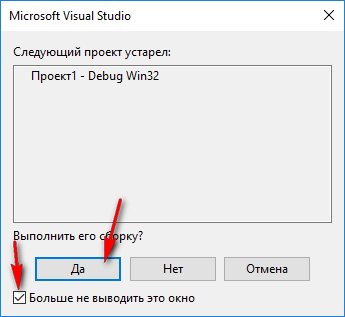 Microsoft Visual Studio
Следующий проект устарел:
Проект1 - Debug Win32
Выполнить его сборку?
Да
Нет
Отмена
Больше не выводить это окно